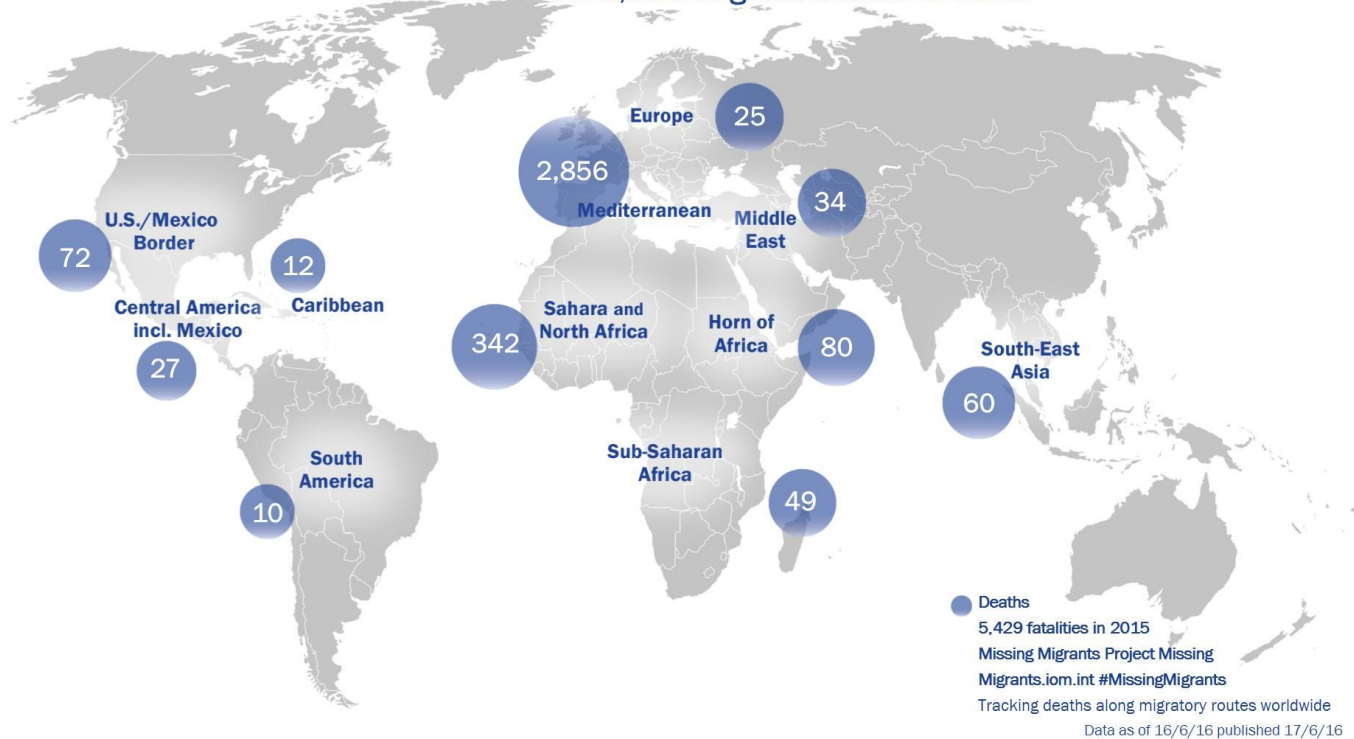 Europe
25
2,856
Mediterranean
34
Middle
East
U.S./Mexico
Border
72
12
Caribbean
Central America
incl. Mexico
27
Sahara and
North Africa
342
Horn of
Africa
80
South-East
Asia
60
South
America
10
Sub-Saharan
Africa
49
Deaths
5,429 fatalities in 2015
Missing Migrants Project Missing
Migrants.iom.int #MissingMigrants
Tracking deaths along migratory routes worldwide
Data as of 16/6/16 published 17/6/16